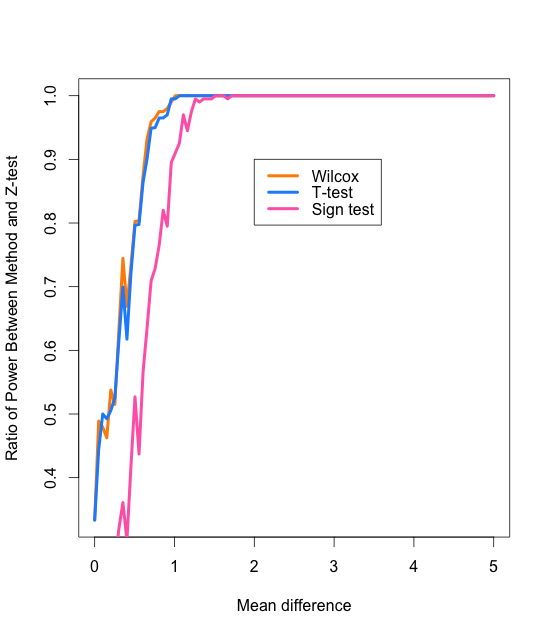 Ratio of Power Between Method and Z-test
1.0
0.9
0.8
0.7
0.6
0.5
0.4
Wilcox
T-test
Sign test
0 1 2 3 4 5
Mean difference